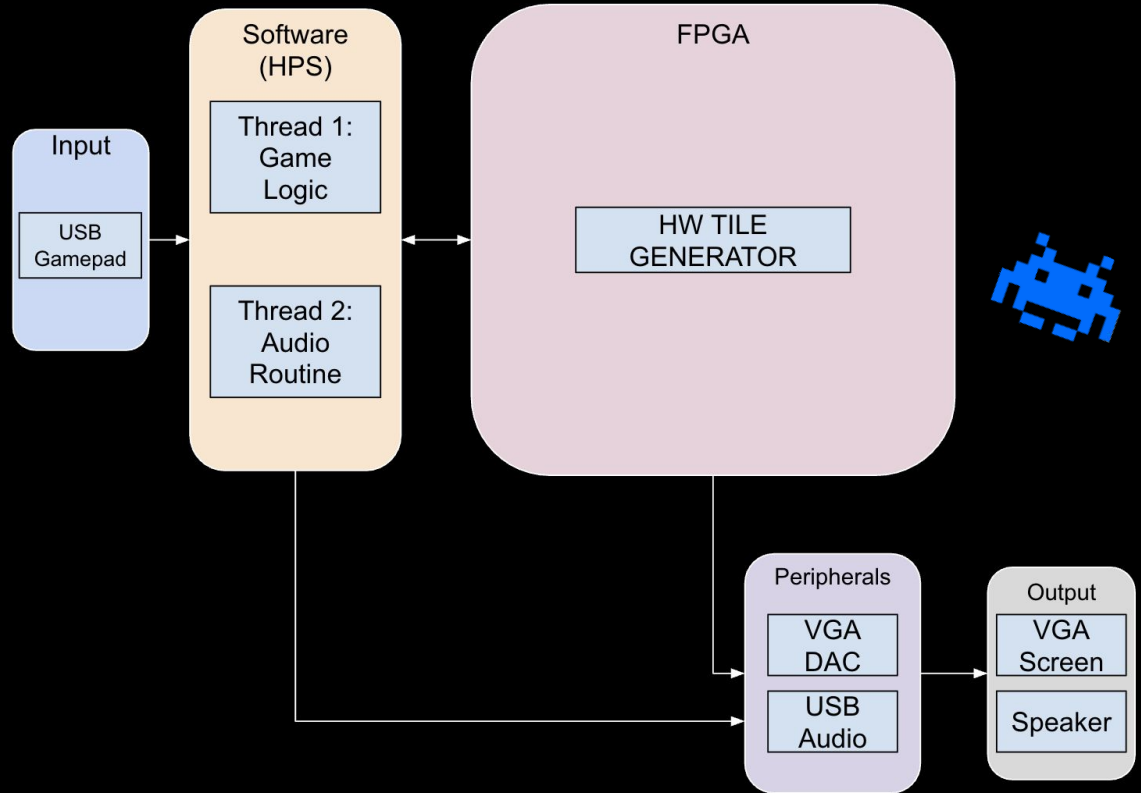 Input
USB
Gamepad
Software
(HPS)
Thread 1:
Game
Logic
Thread 2:
Audio
Routine
FPGA
HW TILE
GENERATOR
Peripherals
VGA
DAC
USB
Audio
Output
VGA
Screen
Speaker